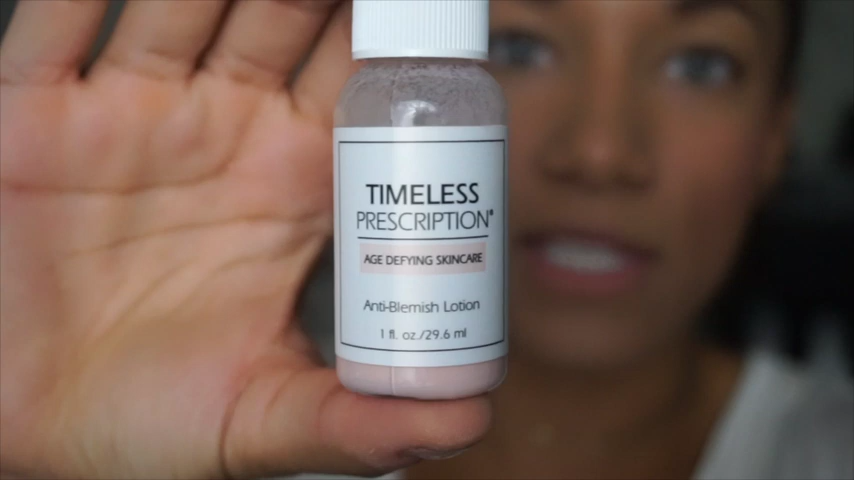 TIMELESS
PRESCRIPTION®
AGE DEFYING SKINCARE
Anti-Blemish Lotion
1 fl. oz./29.6 ml